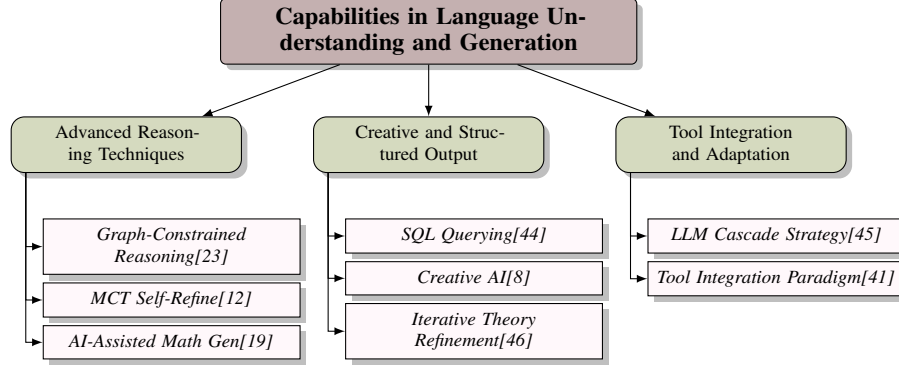 Capabilities in Language Un-
derstanding and Generation
Advanced Reason-
ing Techniques
Creative and Struc-
tured Output
Tool Integration
and Adaptation
Graph-Constrained
Reasoning[23]
MCT Self-Refine[12]
AI-Assisted Math Gen[19]
SQL Querying[44]
Creative AI[8]
Iterative Theory
Refinement[46]
LLM Cascade Strategy[45]
Tool Integration Paradigm[41]